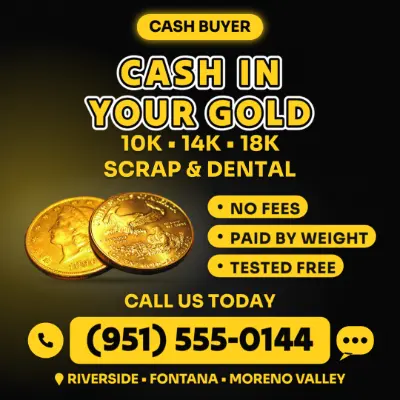 CASH BUYER
CASH IN
YOUR GOLD
10K ▪ 14K ▪ 18K
SCRAP & DENTAL
• NO FEES
• PAID BY WEIGHT
• TESTED FREE
CALL US TODAY
(951) 555-0144
RIVERSIDE ▪ FONTANA ▪ MORENO VALLEY